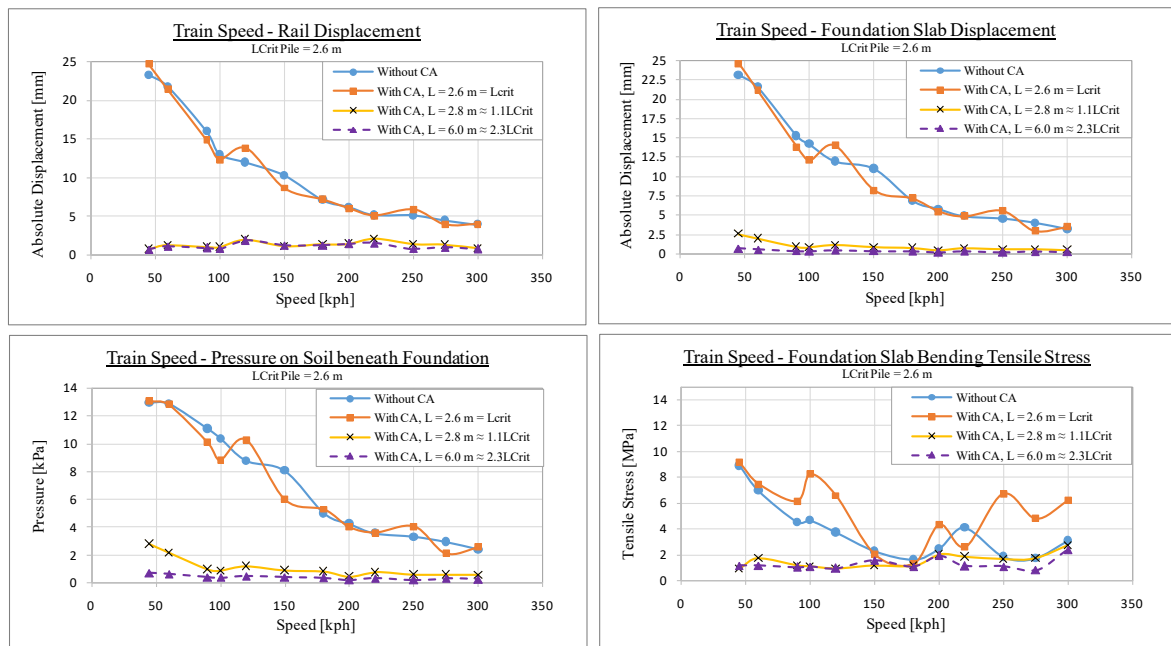 Train Speed - Rail Displacement
LCrit Pile = 2.6 m
Absolute Displacement [mm]
25
20
15
10
5
0
Without CA
With CA, L = 2.6 m = Lcrit
With CA, L = 2.8 m ≈ 1.1LCrit
With CA, L = 6.0 m ≈ 2.3LCrit
0 50 100 150 200 250 300 350
Speed [kph]
Train Speed - Foundation Slab Displacement
LCrit Pile = 2.6 m
Absolute Displacement [mm]
25
22.5
20
17.5
15
12.5
10
7.5
5
2.5
0
Without CA
With CA, L = 2.6 m = Lcrit
With CA, L = 2.8 m ≈ 1.1LCrit
With CA, L = 6.0 m ≈ 2.3LCrit
0 50 100 150 200 250 300 350
Speed [kph]
Train Speed - Pressure on Soil beneath Foundation
LCrit Pile = 2.6 m
Pressure [kPa]
14
12
10
8
6
4
2
0
Without CA
With CA, L = 2.6 m = Lcrit
With CA, L = 2.8 m ≈ 1.1LCrit
With CA, L = 6.0 m ≈ 2.3LCrit
0 50 100 150 200 250 300 350
Speed [kph]
Train Speed - Foundation Slab Bending Tensile Stress
LCrit Pile = 2.6 m
Tensile Stress [MPa]
14
12
10
8
6
4
2
0
Without CA
With CA, L = 2.6 m = Lcrit
With CA, L = 2.8 m ≈ 1.1LCrit
With CA, L = 6.0 m ≈ 2.3LCrit
0 50 100 150 200 250 300 350
Speed [kph]